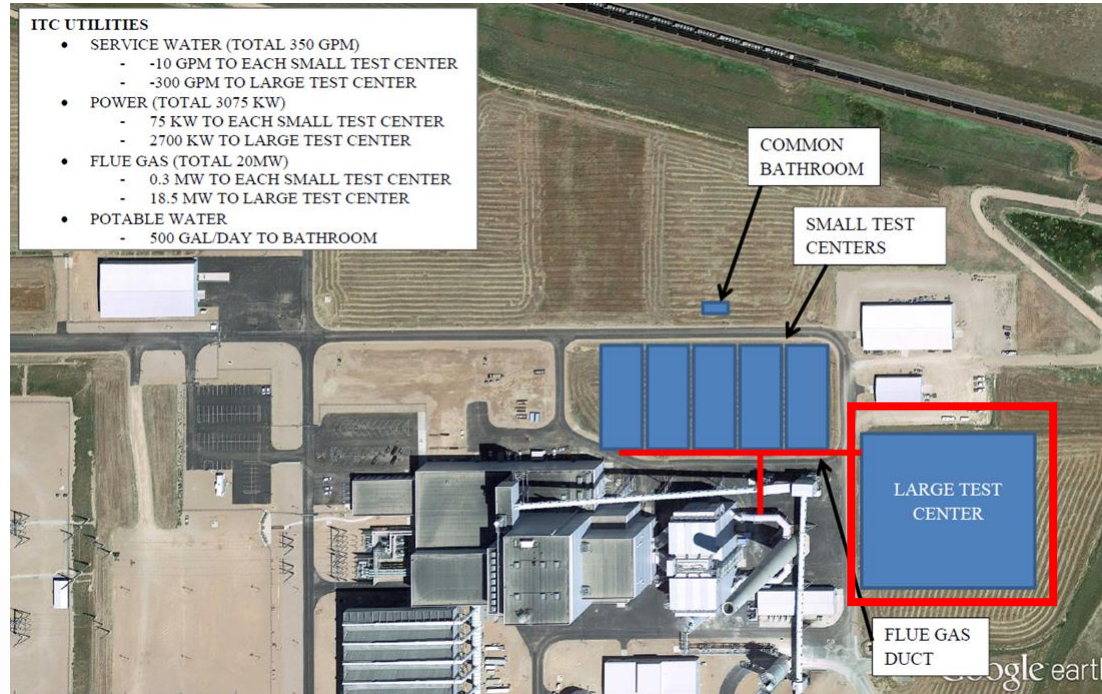 ITC UTILITIES
• SERVICE WATER (TOTAL 350 GPM)
- -10 GPM TO EACH SMALL TEST CENTER
- -300 GPM TO LARGE TEST CENTER
• POWER (TOTAL 3075 KW)
- 75 KW TO EACH SMALL TEST CENTER
- 2700 KW TO LARGE TEST CENTER
• FLUE GAS (TOTAL 20MW)
- 0.3 MW TO EACH SMALL TEST CENTER
- 18.5 MW TO LARGE TEST CENTER
• POTABLE WATER
- 500 GAL/DAY TO BATHROOM
COMMON
BATHROOM
SMALL TEST
CENTERS
LARGE TEST
CENTER
FLUE GAS
DUCT
Google earth